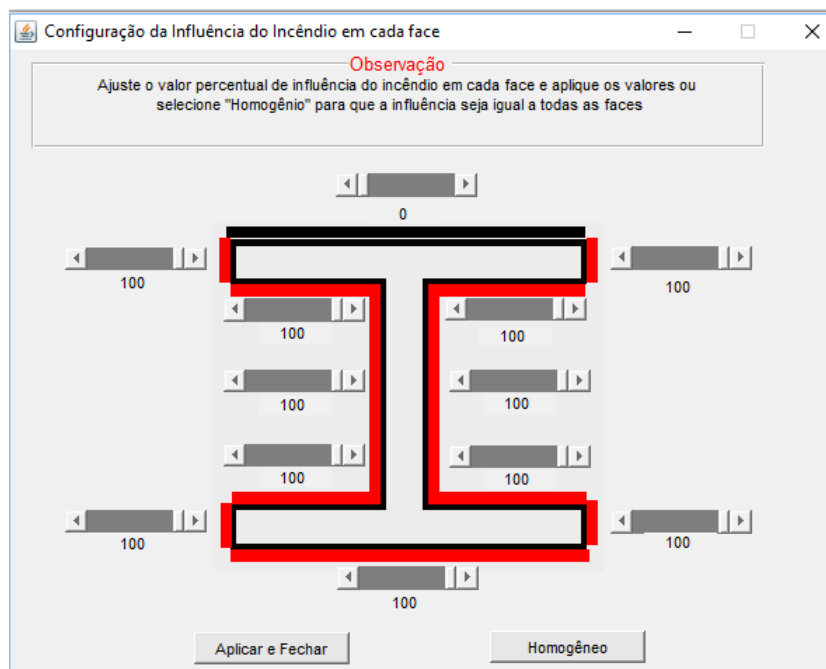 Configuração da Influência do Incêndio em cada face
Observação
Ajuste o valor percentual de influência do incêndio em cada face e aplique os valores ou
selecione "Homogênio" para que a influência seja igual a todas as faces
0
100
100
100
100
100
100
100
100
100
100
100
Aplicar e Fechar
Homogêneo